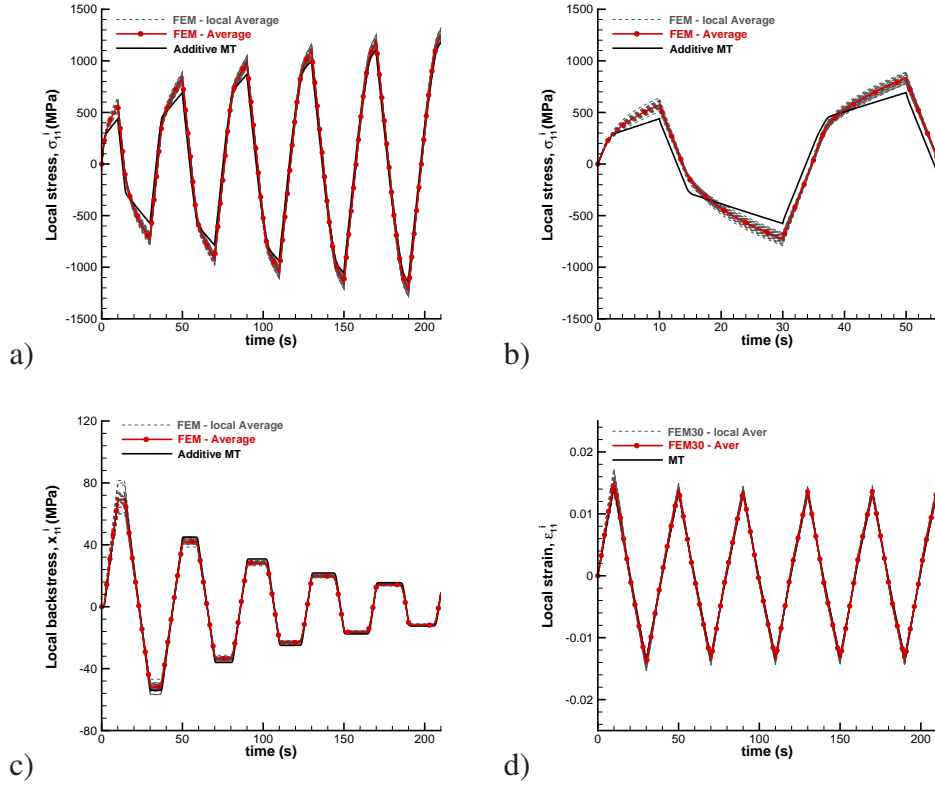 FEM - local Average
FEM - Average
Additive MT
Local stress, σ₁₁ⁱ (MPa)
1500
1000
500
0
-500
-1000
-1500
0 50 100 150 200
time (s)
a)
FEM - local Average
FEM - Average
Additive MT
Local stress, σ₁₁ⁱ (MPa)
1500
1000
500
0
-500
-1000
-1500
0 10 20 30 40 50
time (s)
b)
FEM - local Average
FEM - Average
Additive MT
Local backstress, x₁₁ⁱ (MPa)
120
80
40
0
-40
-80
0 50 100 150 200
time (s)
c)
FEM30 - local Aver
FEM30 - Aver
MT
Local strain, ε₁₁ⁱ
0.02
0.01
0
-0.01
-0.02
0 50 100 150 200
time (s)
d)